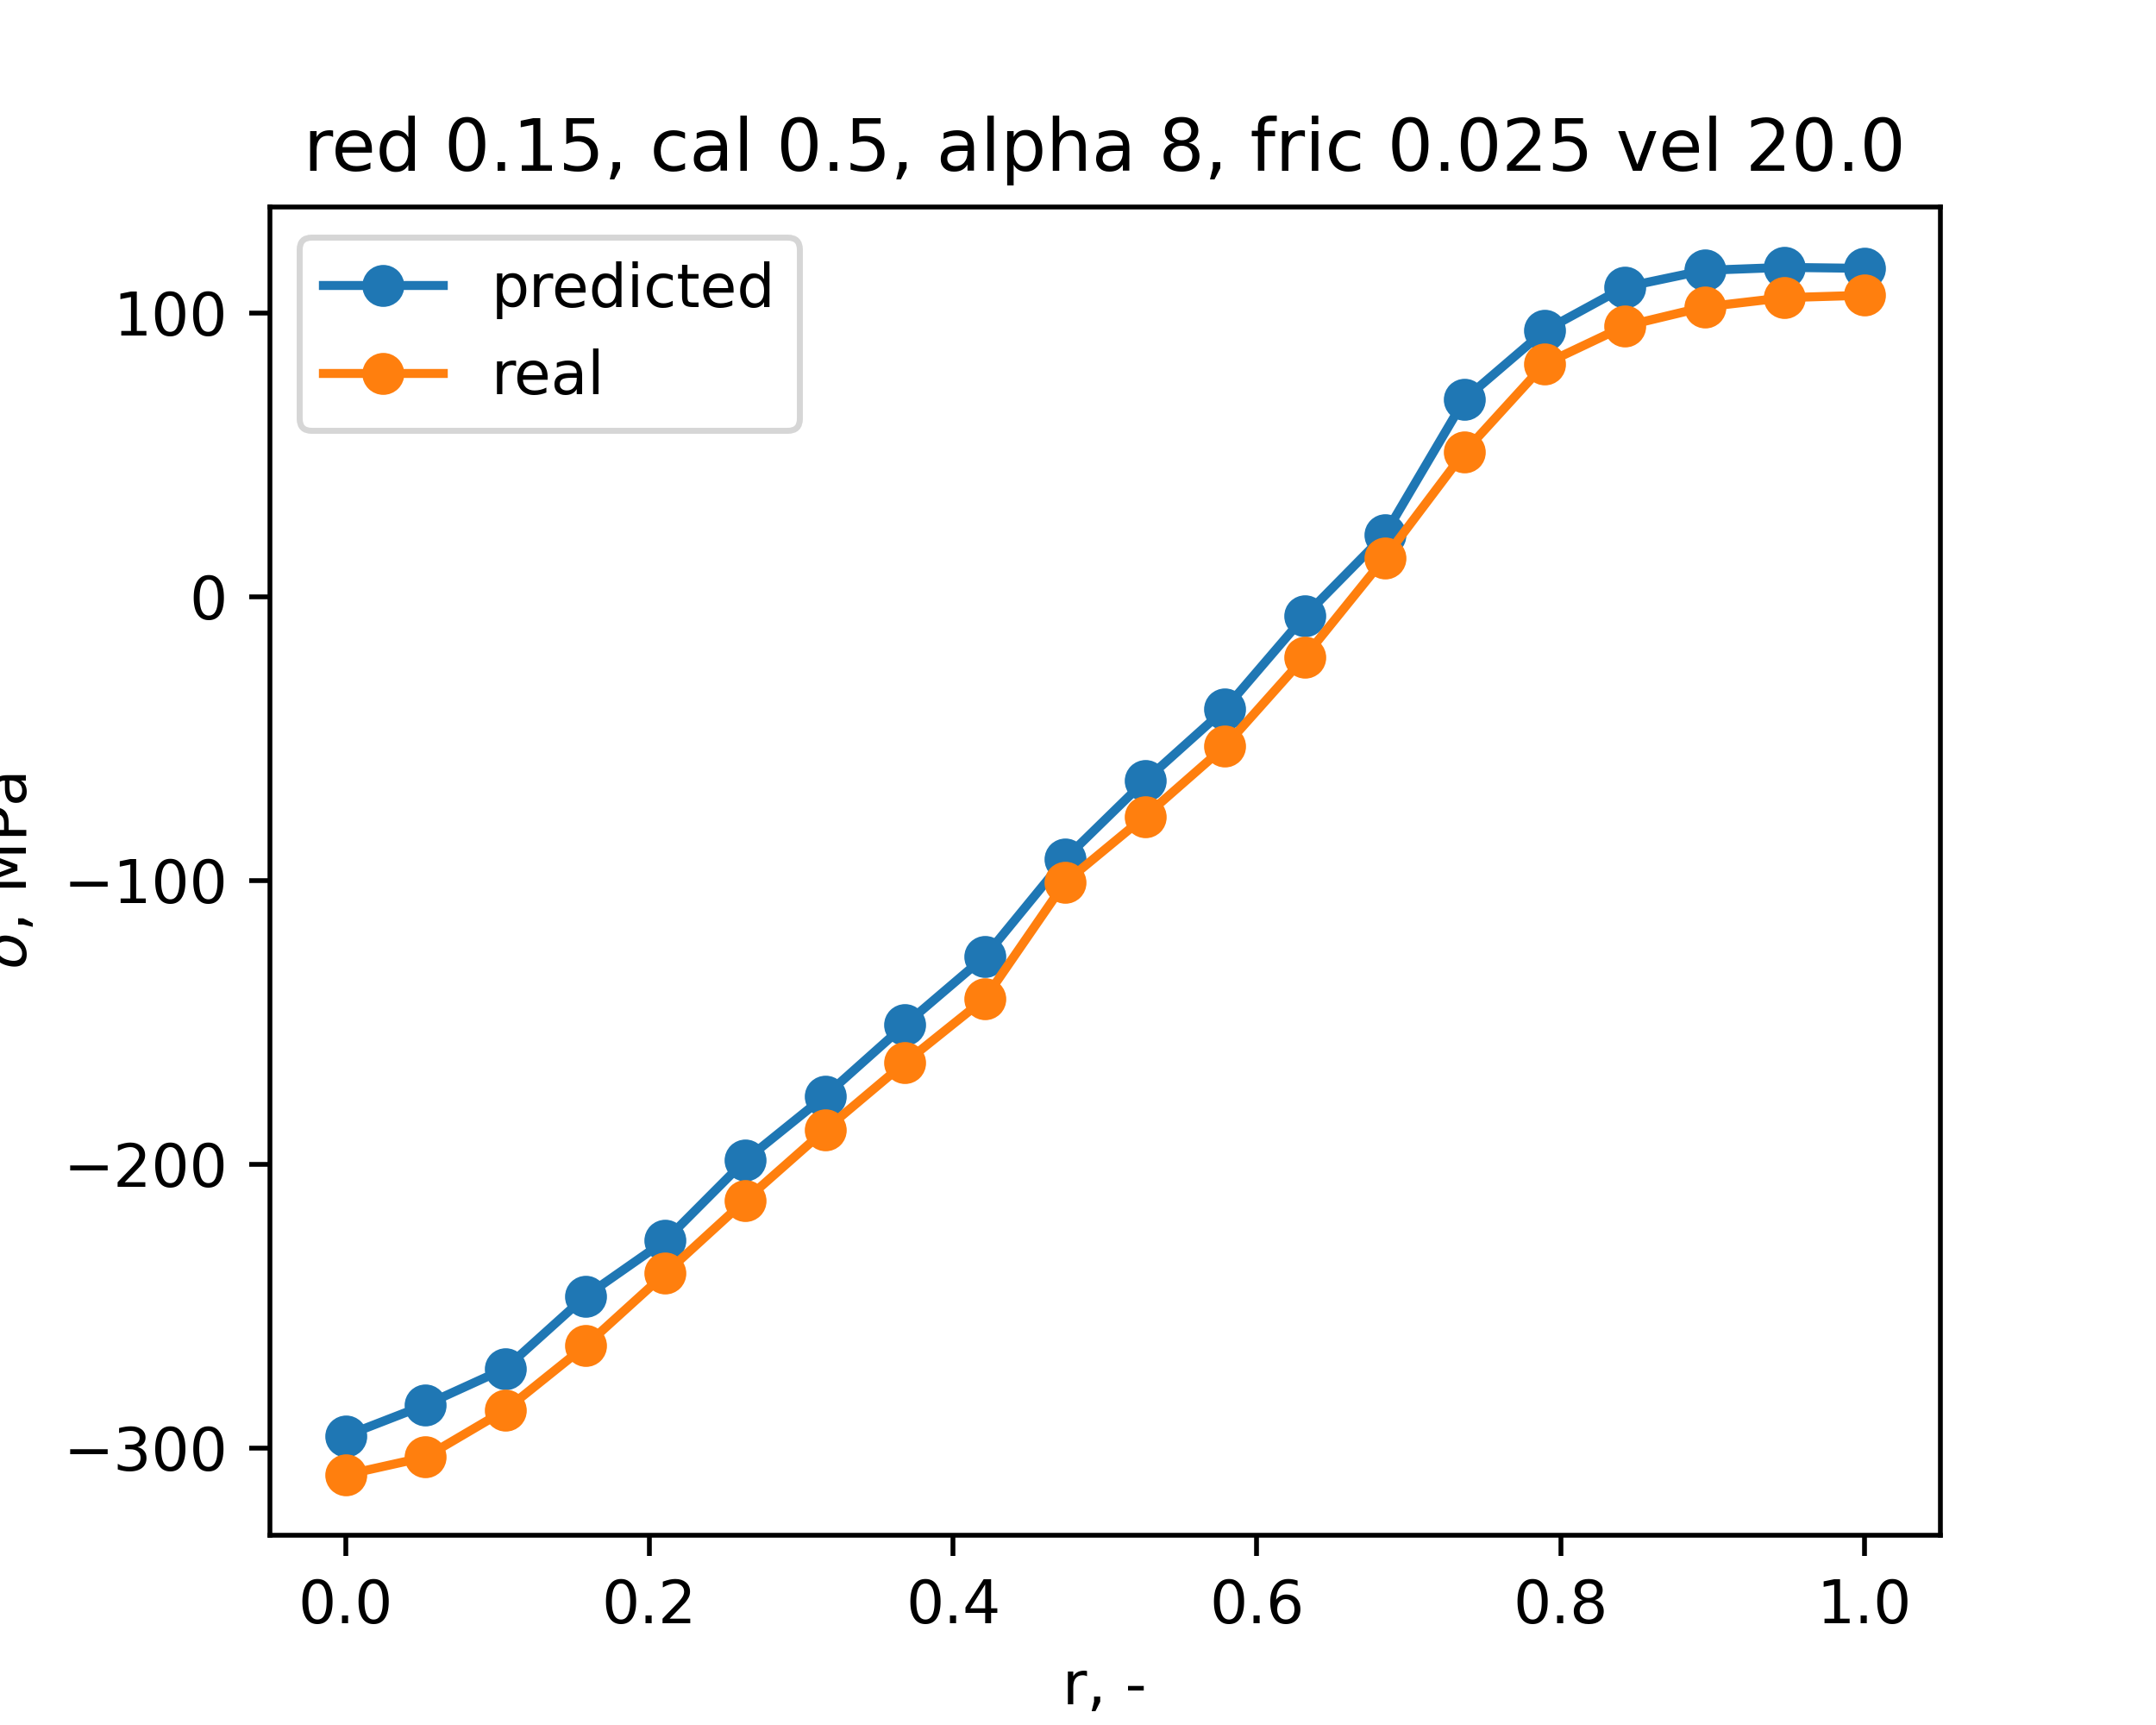 red 0.15, cal 0.5, alpha 8, fric 0.025 vel 20.0
predicted
real
100
0
−100
−200
−300
σ, MPa
0.0 0.2 0.4 0.6 0.8 1.0
r, -